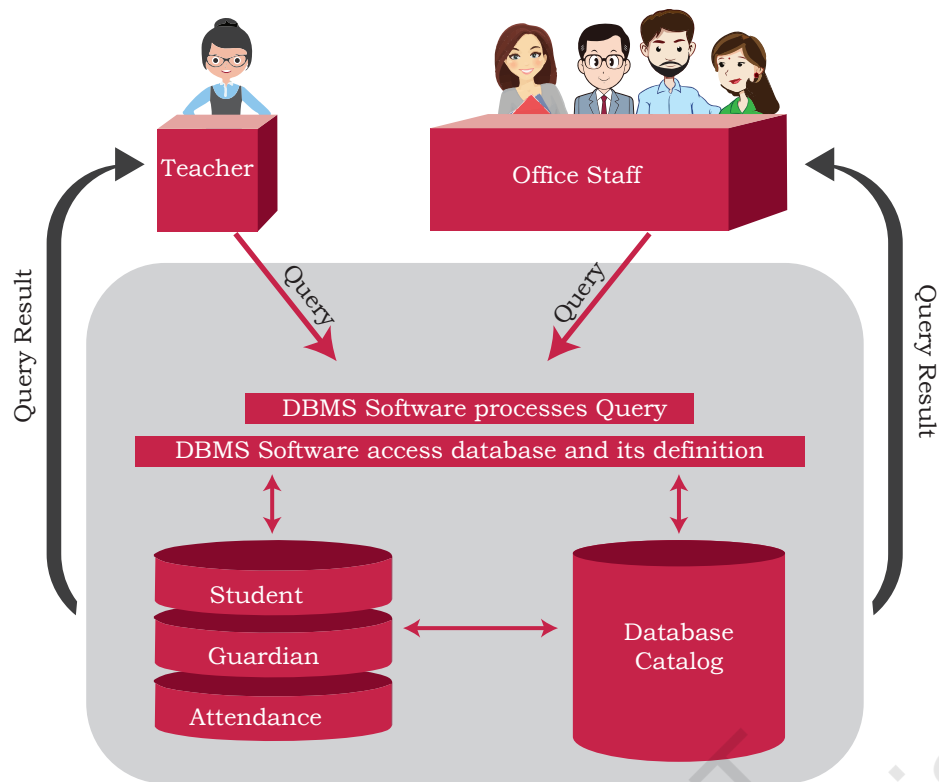 Teacher
Office Staff
Query
Query
Query Result
Query Result
DBMS Software processes Query
DBMS Software access database and its definition
Student
Guardian
Attendance
Database
Catalog